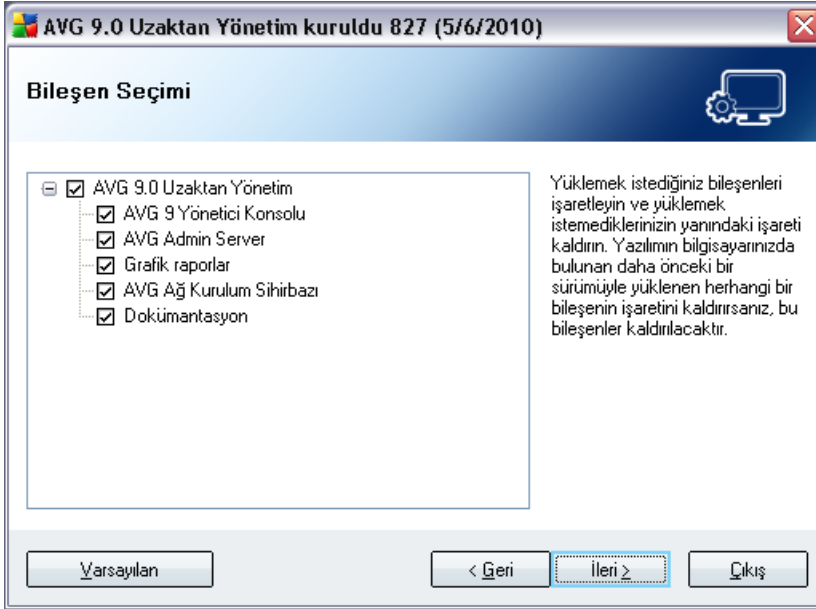 AVG 9.0 Uzaktan Yönetim kuruldu 827 (5/6/2010)
Bileşen Seçimi
AVG 9.0 Uzaktan Yönetim
AVG 9 Yönetici Konsolu
AVG Admin Server
Grafik raporlar
AVG Ağ Kurulum Sihirbazı
Dokümantasyon
Yüklemek istediğiniz bileşenleri
işaretleyin ve yüklemek
istemediklerinizin yanındaki işareti
kaldırın. Yazılımın bilgisayarınızda
bulunan daha önceki bir
sürümüyle yüklenen herhangi bir
bileşenin işaretini kaldırırsanız, bu
bileşenler kaldırılacaktır.
Varsayılan
< Geri
İleri >
Çıkış